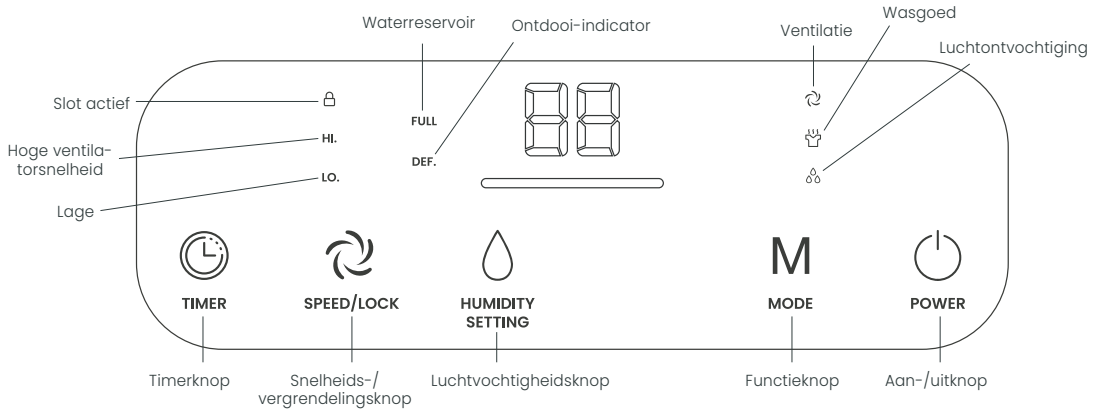 Waterreservoir
Ontdooi-indicator
Wasgoed
Ventilatie
Luchtontvochtiging
Slot actief
Hoge ventila-
torsnelheid
Lage
FULL
HI.
DEF.
LO.
88
TIMER
SPEED/LOCK
HUMIDITY
SETTING
M
MODE
POWER
Timerknop
Snelheids-/
vergrendelingsknop
Luchtvochtigheidsknop
Functieknop
Aan-/uitknop